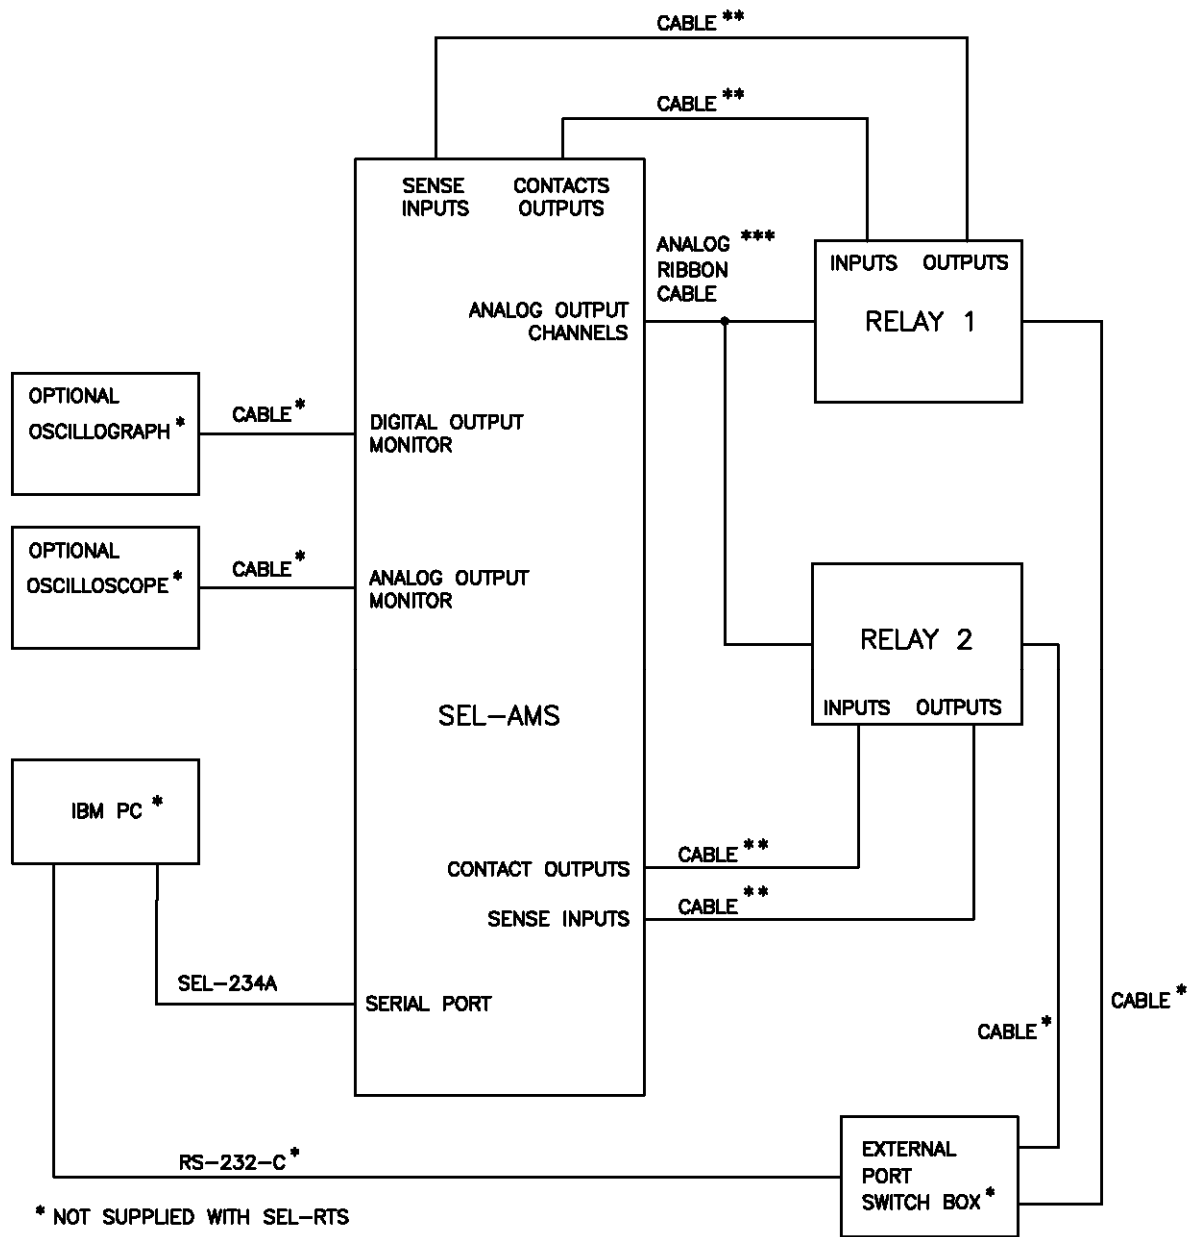 CABLE**
CABLE**
SENSE
INPUTS
CONTACTS
OUTPUTS
ANALOG ***
RIBBON
CABLE
INPUTS OUTPUTS
RELAY 1
ANALOG OUTPUT
CHANNELS
OPTIONAL
OSCILLOGRAPH*
CABLE*
DIGITAL OUTPUT
MONITOR
OPTIONAL
OSCILLOSCOPE*
CABLE*
ANALOG OUTPUT
MONITOR
RELAY 2
INPUTS OUTPUTS
SEL-AMS
IBM PC *
CONTACT OUTPUTS
CABLE**
SENSE INPUTS
CABLE**
SEL-234A
SERIAL PORT
CABLE*
CABLE*
RS-232-C*
EXTERNAL
PORT
SWITCH BOX*
* NOT SUPPLIED WITH SEL-RTS